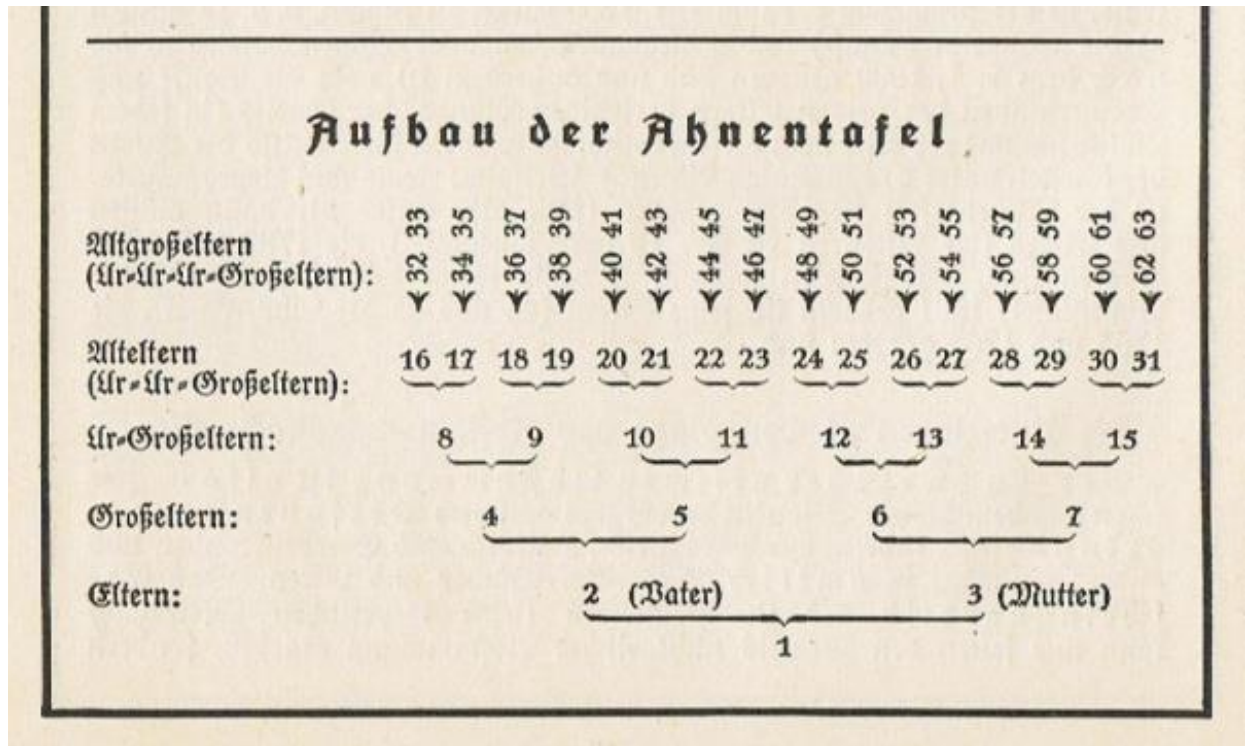 Aufbau der Ahnentafel
33 35 37 39 41 43 45 47 49 51 53 55 57 59 61 63
Altgroßeltern
(Ur-Ur-Ur-Großeltern): 32 34 36 38 40 42 44 46 48 50 52 54 56 58 60 62
Alteltern 16 17 18 19 20 21 22 23 24 25 26 27 28 29 30 31
(Ur-Ur-Großeltern):
Ur-Großeltern: 8 9 10 11 12 13 14 15
Großeltern: 4 5 6 7
Eltern: 2 (Vater) 3 (Mutter)
1